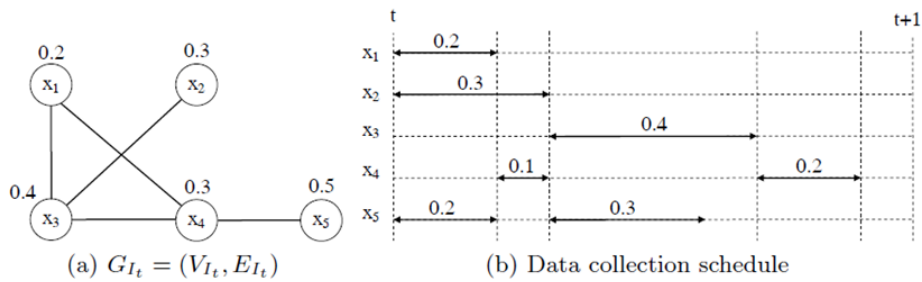 t
t+1
0.2
0.3
x₁
x₂
0.4
0.3
0.5
x₃
x₄
x₅
(a) G_{I_t} = (V_{I_t}, E_{I_t})
x₁
0.2
x₂
0.3
x₃
0.4
x₄
0.1
0.2
x₅
0.2
0.3
(b) Data collection schedule